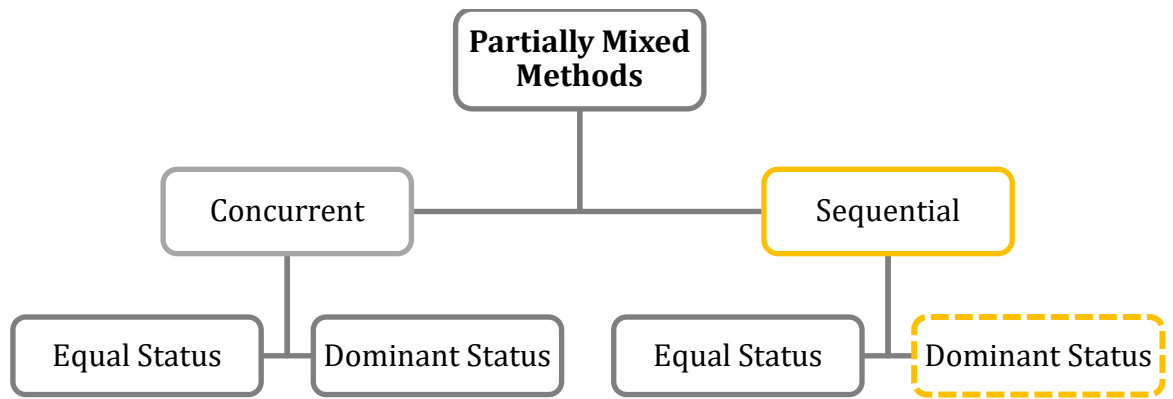 Partially Mixed
Methods
Concurrent
Sequential
Equal Status
Dominant Status
Equal Status
Dominant Status